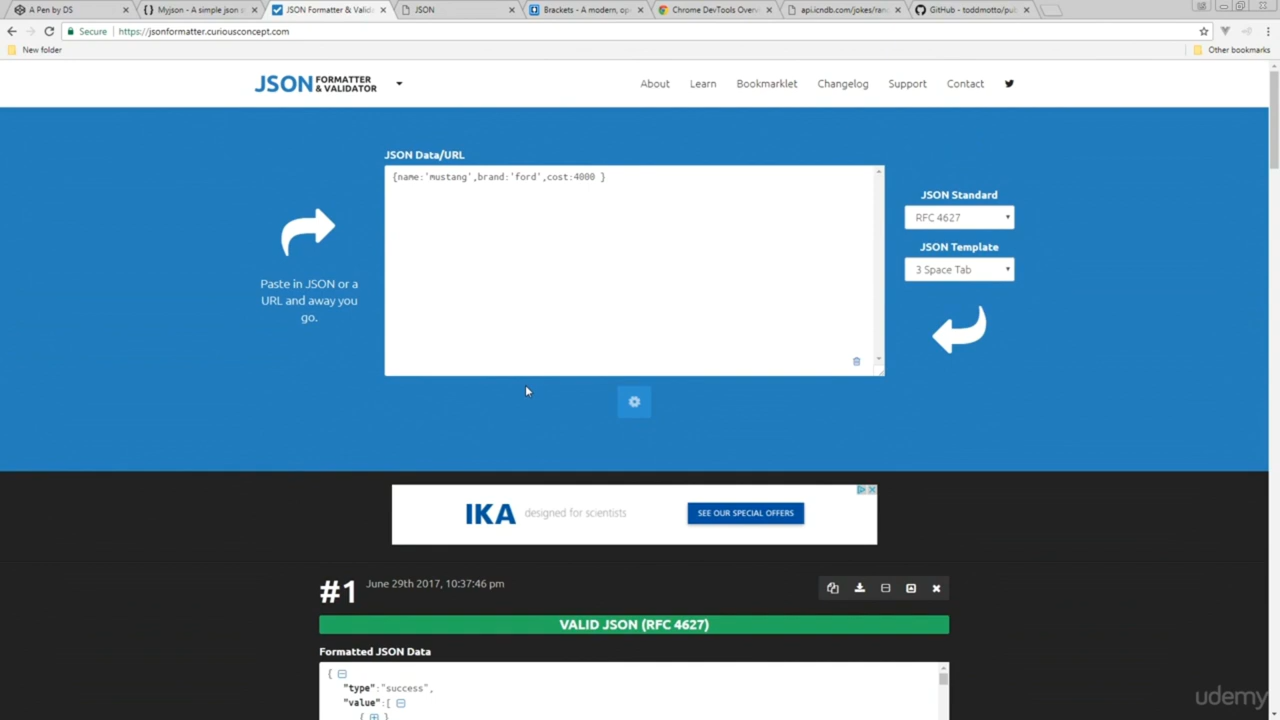 A Pen by DS
Myjson - A simple json s
JSON Formatter & Valida
JSON
Brackets - A modern, op
Chrome DevTools Over
api.icndb.com/jokes/ran
GitHub - toddmotto/pu
Secure
https://jsonformatter.curiousconcept.com
New folder
Other bookmarks
JSON FORMATTER & VALIDATOR
About
Learn
Bookmarklet
Changelog
Support
Contact
JSON Data/URL
{name:'mustang',brand:'ford',cost:4000 }
Paste in JSON or a
URL and away you
go.
JSON Standard
RFC 4627
JSON Template
3 Space Tab
IKA designed for scientists
SEE OUR SPECIAL OFFERS
#1
June 29th 2017, 10:37:46 pm
VALID JSON (RFC 4627)
Formatted JSON Data
{
"type":"success",
"value":[
{ }
udemy